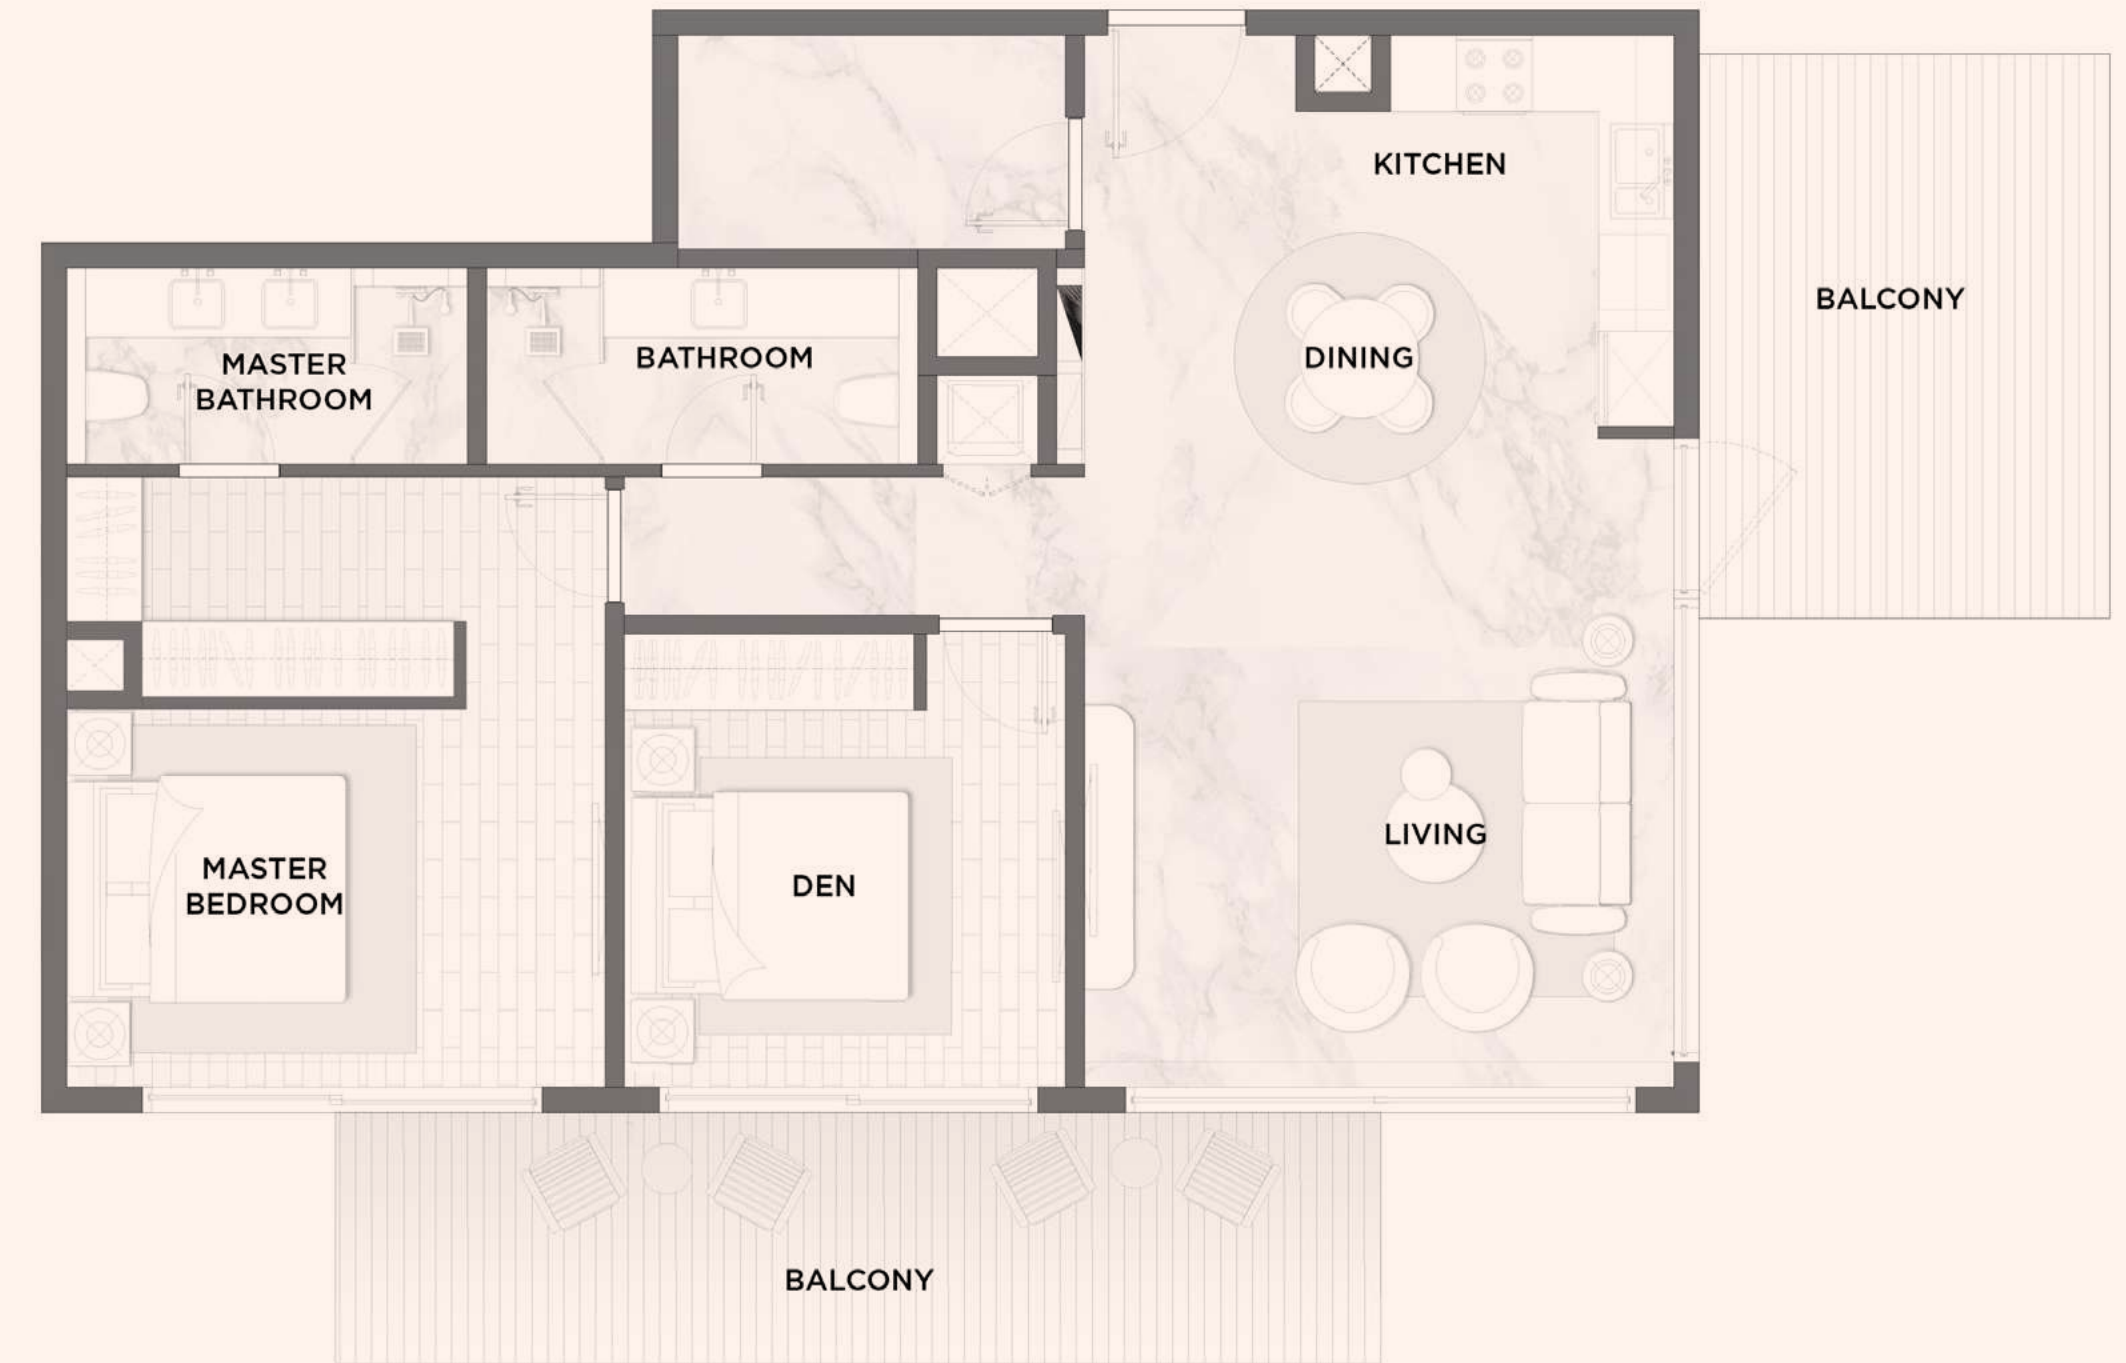 KITCHEN
BALCONY
DINING
BATHROOM
MASTER
BATHROOM
LIVING
MASTER
BEDROOM
DEN
BALCONY